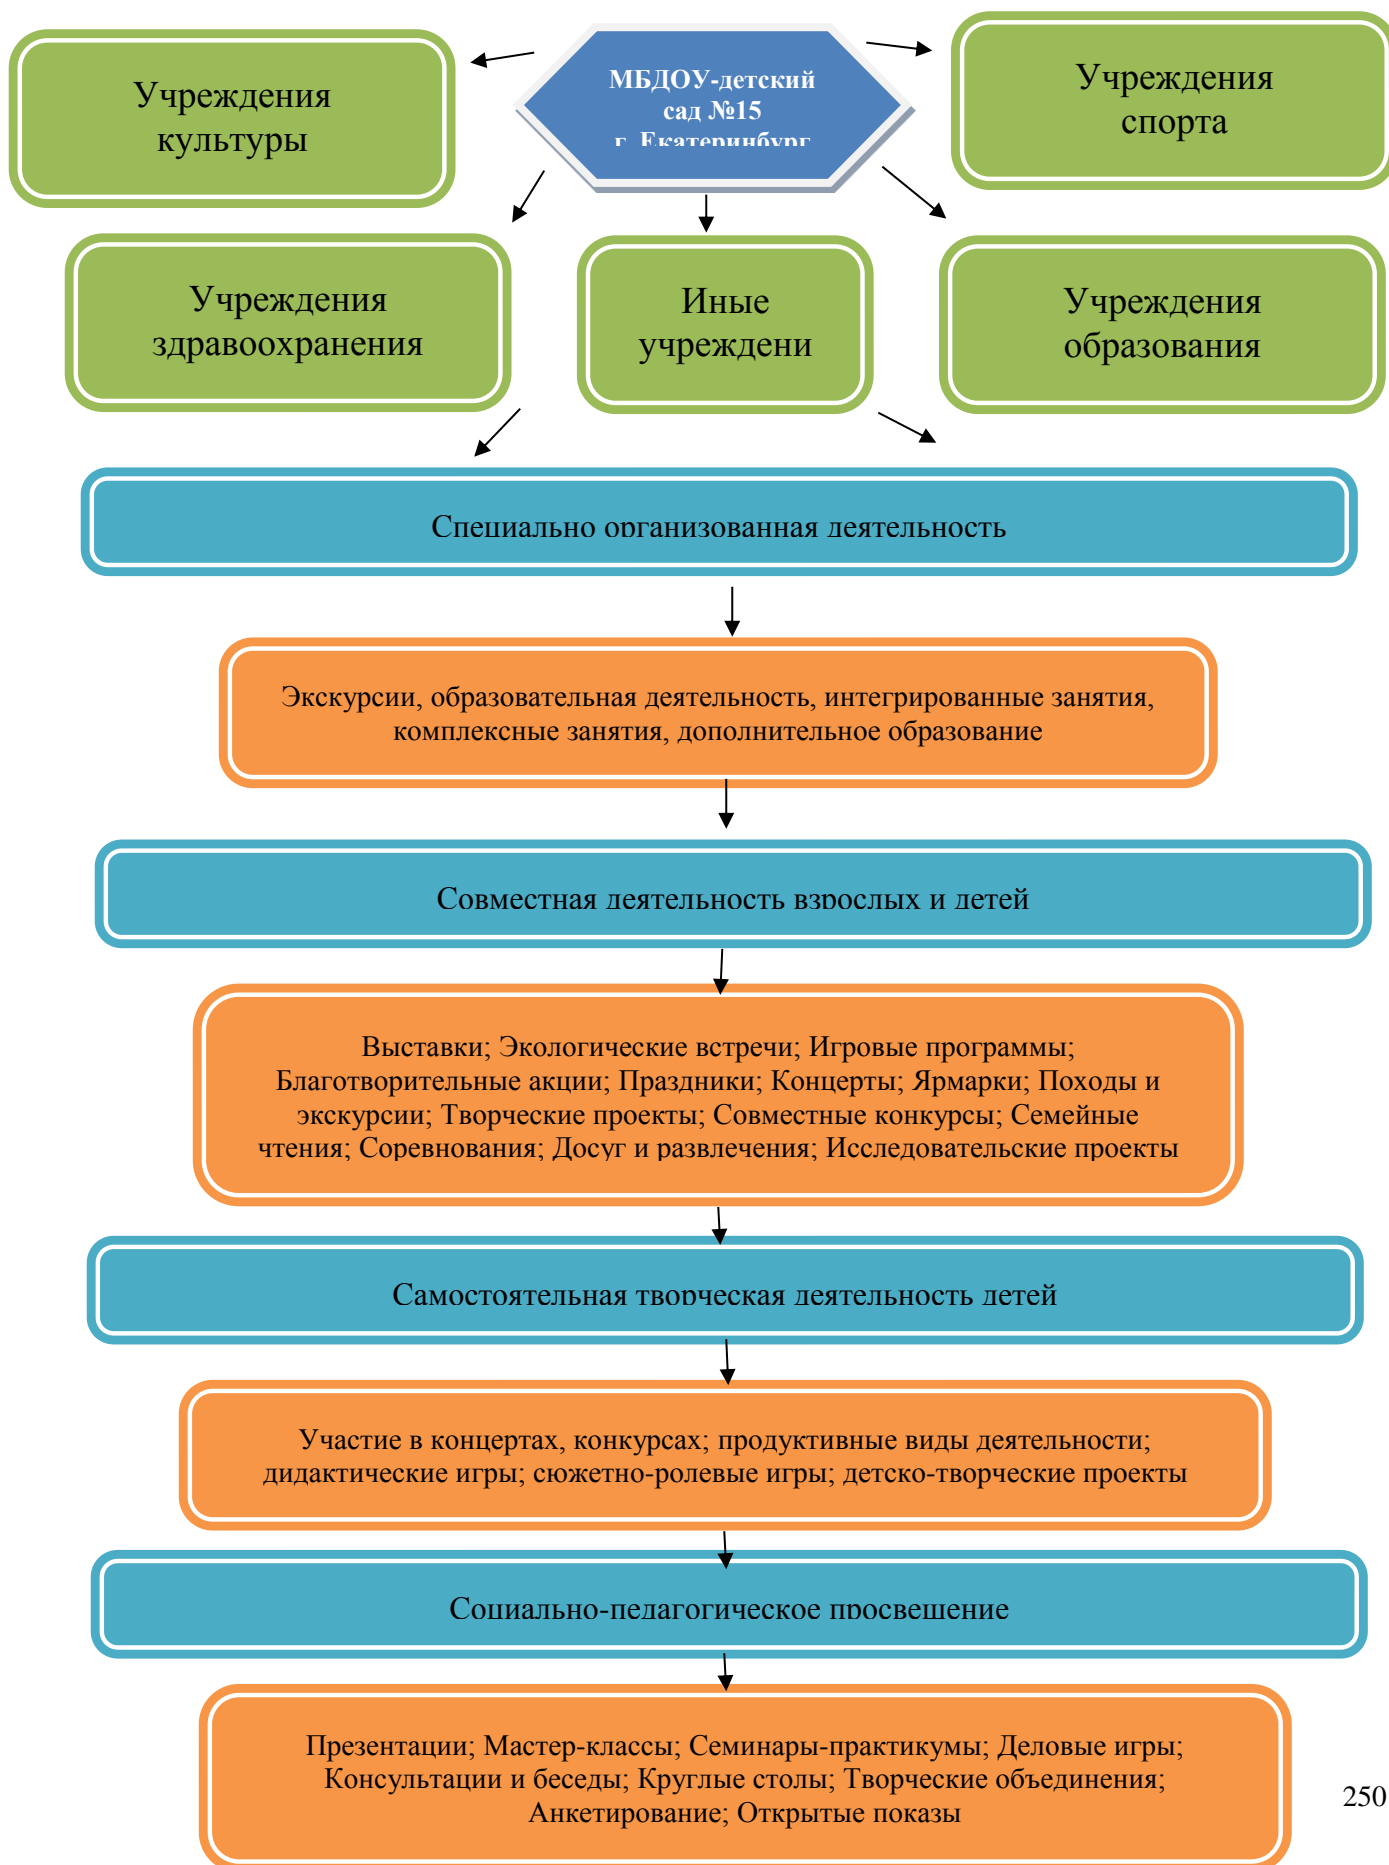 МБДОУ-детский
сад №15
г. Екатеринбург
Учреждения
культуры
Учреждения
спорта
Учреждения
здравоохранения
Иные
учреждени
Учреждения
образования
Специально организованная деятельность
Экскурсии, образовательная деятельность, интегрированные занятия,
комплексные занятия, дополнительное образование
Совместная деятельность взрослых и детей
Выставки; Экологические встречи; Игровые программы;
Благотворительные акции; Праздники; Концерты; Ярмарки; Походы и
экскурсии; Творческие проекты; Совместные конкурсы; Семейные
чтения; Соревнования; Досуг и развлечения; Исследовательские проекты
Самостоятельная творческая деятельность детей
Участие в концертах, конкурсах; продуктивные виды деятельности;
дидактические игры; сюжетно-ролевые игры; детско-творческие проекты
Социально-педагогическое просвещение
Презентации; Мастер-классы; Семинары-практикумы; Деловые игры;
Консультации и беседы; Круглые столы; Творческие объединения;
Анкетирование; Открытые показы
250